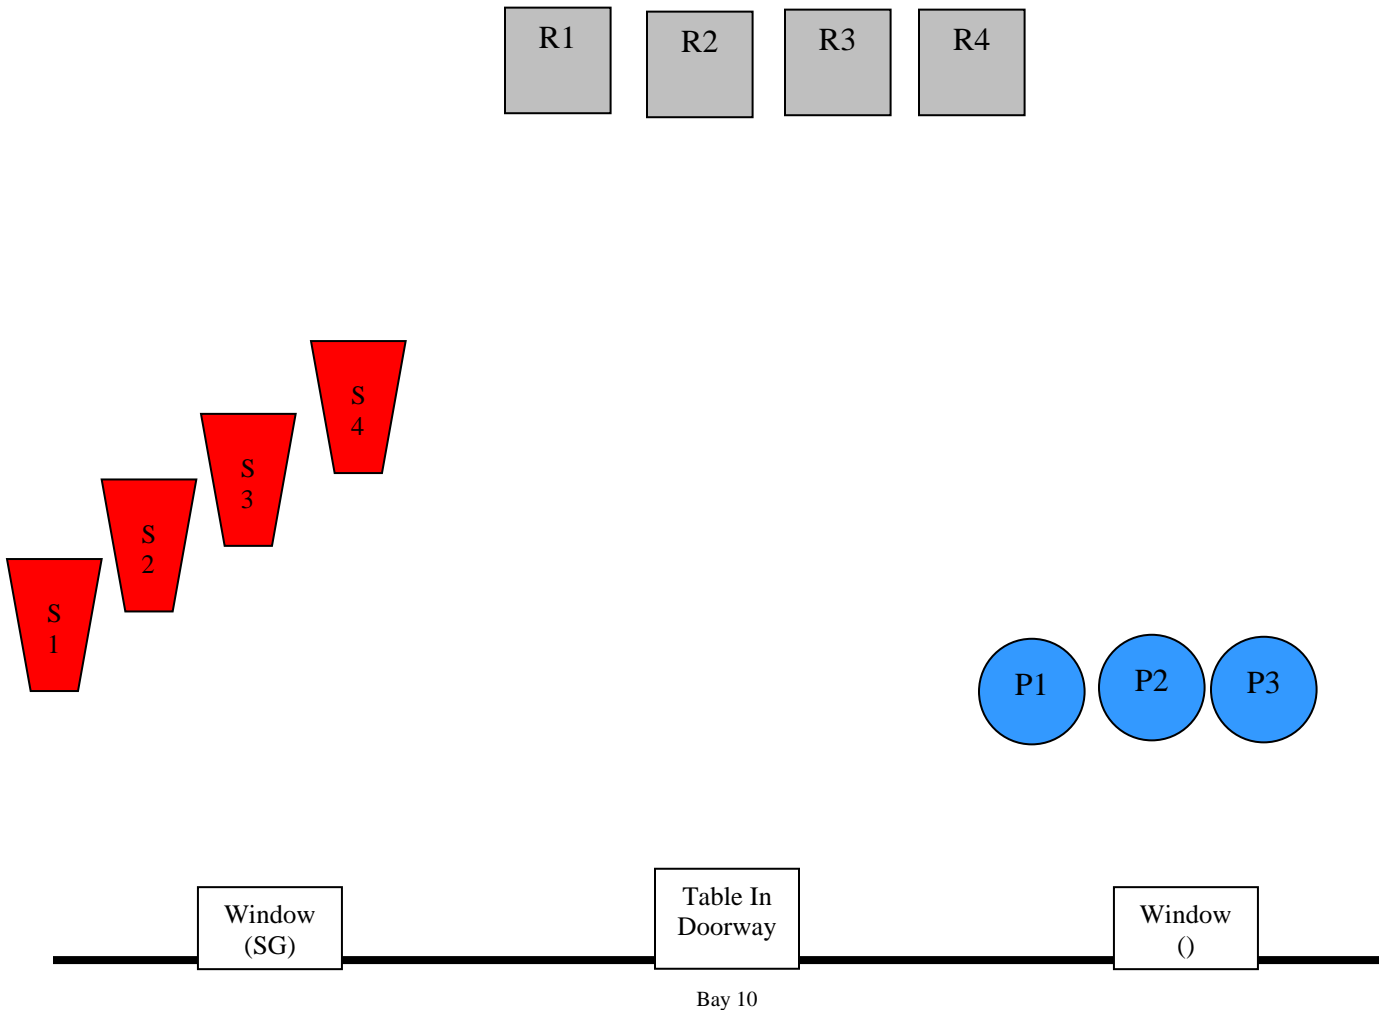 R1
R2
R3
R4
S
4
S
3
S
2
S
1
P1
P2
P3
Window
(SG)
Table In
Doorway
Window
()
Bay 10